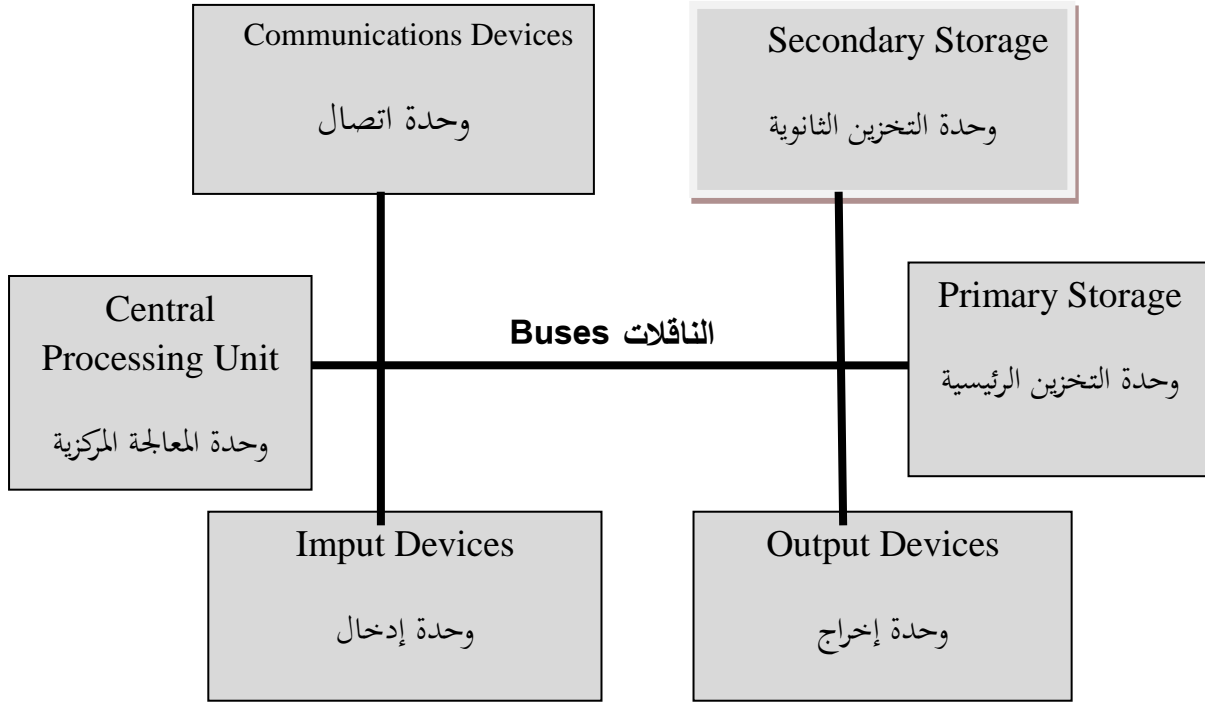 Communications Devices
وحدة اتصال
Secondary Storage
وحدة التخزين الثانوية
Central
Processing Unit
وحدة المعالجة المركزية
الناقلات Buses
Primary Storage
وحدة التخزين الرئيسية
Imput Devices
وحدة إدخال
Output Devices
وحدة إخراج